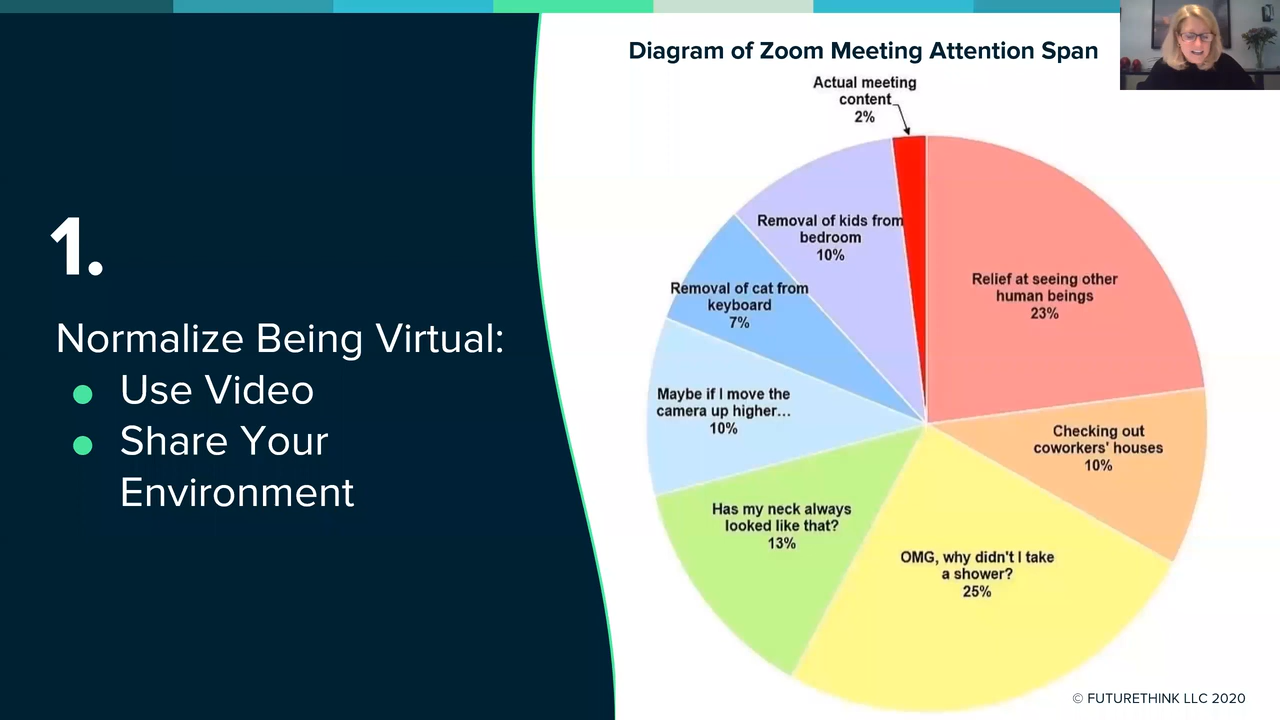 Diagram of Zoom Meeting Attention Span
1.
Normalize Being Virtual:
Use Video
Share Your
Environment
Actual meeting
content
2%
Relief at seeing other
human beings
23%
Checking out
coworkers' houses
10%
OMG, why didn't I take
a shower?
25%
Has my neck always
looked like that?
13%
Maybe if I move the
camera up higher...
10%
Removal of cat from
keyboard
7%
Removal of kids from
bedroom
10%
© FUTURETHINK LLC 2020